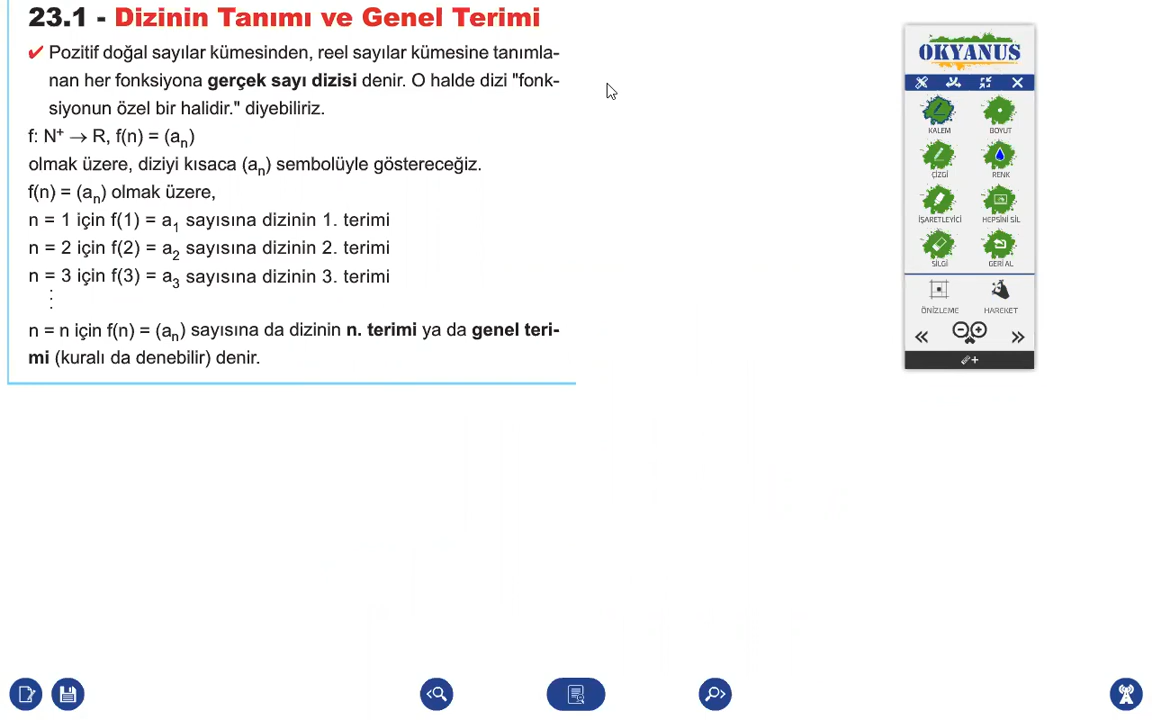 23.1 - Dizinin Tanımı ve Genel Terimi
✔ Pozitif doğal sayılar kümesinden, reel sayılar kümesine tanımla-
nan her fonksiyona gerçek sayı dizisi denir. O halde dizi "fonk-
siyonun özel bir halidir." diyebiliriz.
f: N⁺ → R, f(n) = (aₙ)
olmak üzere, diziyi kısaca (aₙ) sembolüyle göstereceğiz.
f(n) = (aₙ) olmak üzere,
n = 1 için f(1) = a₁ sayısına dizinin 1. terimi
n = 2 için f(2) = a₂ sayısına dizinin 2. terimi
n = 3 için f(3) = a₃ sayısına dizinin 3. terimi
⋮
n = n için f(n) = (aₙ) sayısına da dizinin n. terimi ya da genel teri-
mi (kuralı da denebilir) denir.
OKYANUS
KALEM BOYUT
ÇİZGİ RENK
İŞARETLEYİCİ HEPSİNİ SİL
SİLGİ GERİ AL
ÖNİZLEME HAREKET